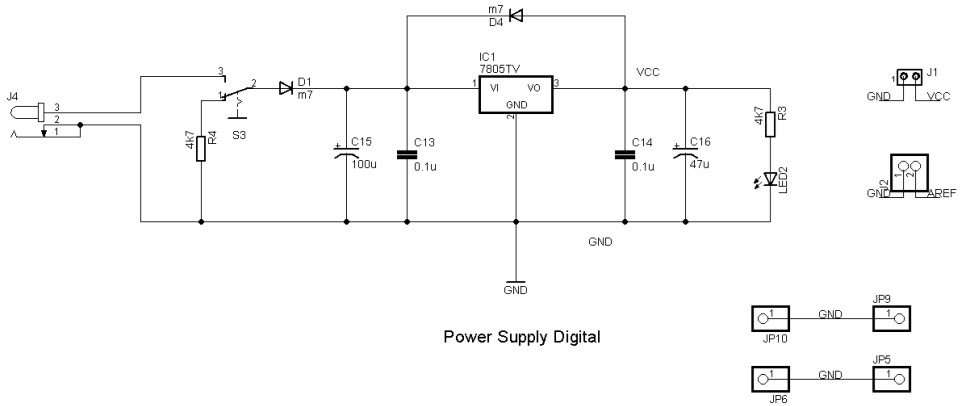 m7
D4
IC1
7805TV
VCC
1 VI VO 3
GND
2
J4
3
2
1
3
2
1
S3
D1
m7
R4
4k7
C15
100u
+
C13
0.1u
C14
0.1u
C16
47u
+
R3
4k7
LED2
GND
GND
J1
1
GND VCC
J2
1 2
GND AREF
Power Supply Digital
JP9
1 GND 1
JP10
JP5
1 GND 1
JP6